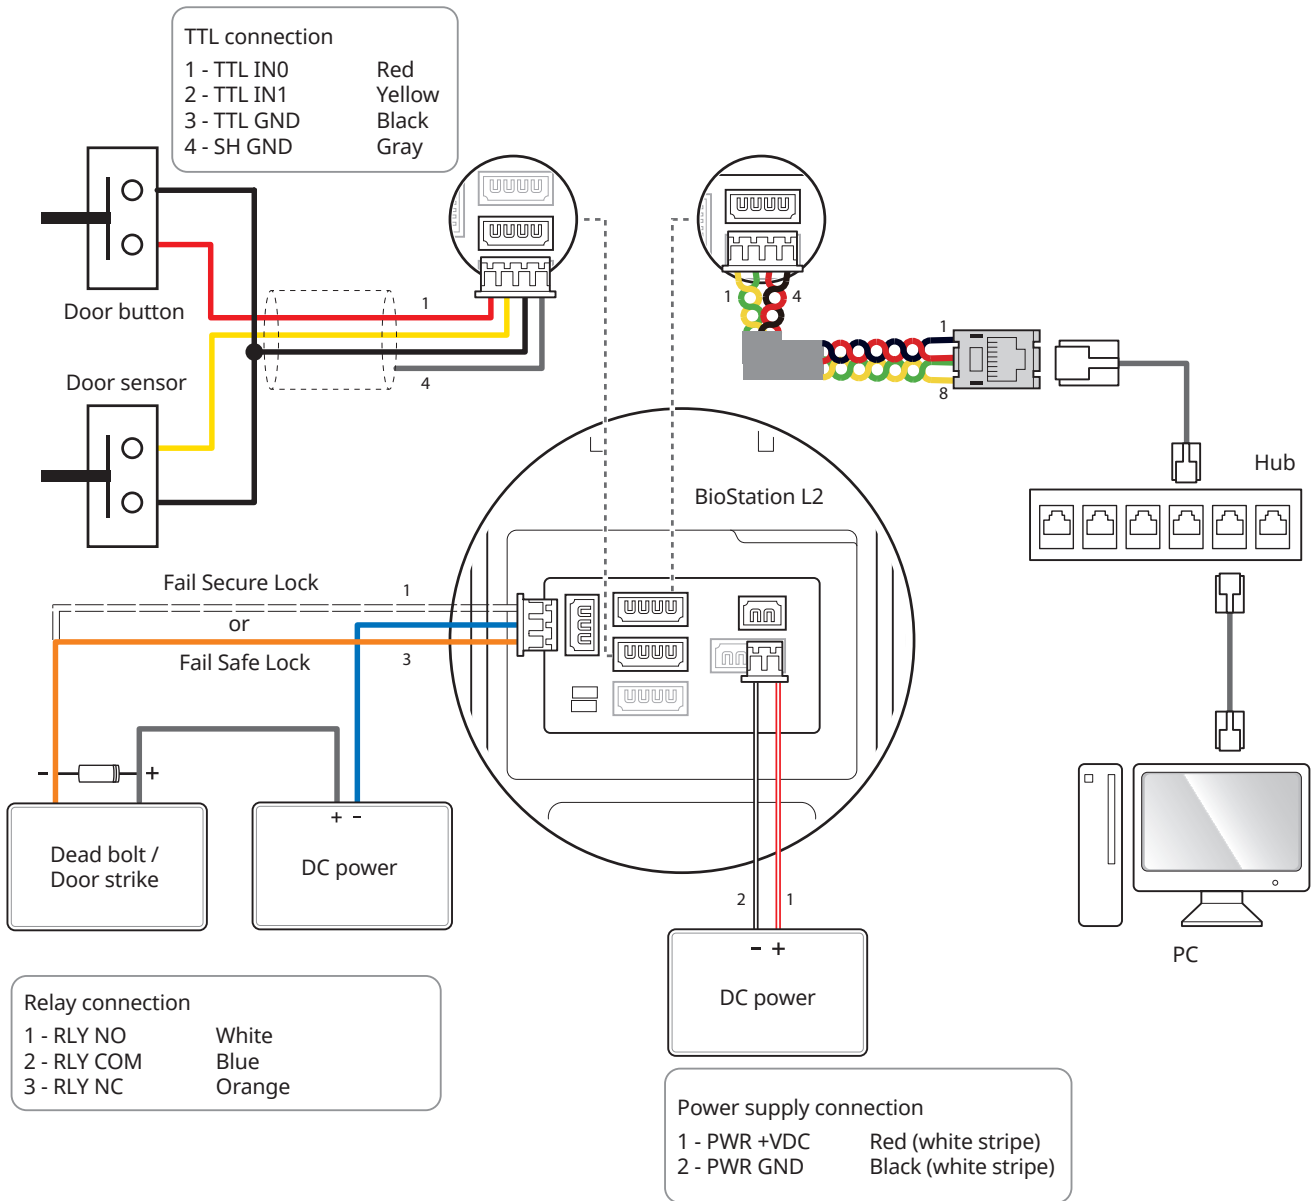 TTL connection
1 - TTL IN0 Red
2 - TTL IN1 Yellow
3 - TTL GND Black
4 - SH GND Gray
Door button
1
Door sensor
4
1
4
1
8
Hub
BioStation L2
Fail Secure Lock
1
or
Fail Safe Lock
3
- +
+ -
Dead bolt /
Door strike
DC power
2
1
- +
DC power
PC
Relay connection
1 - RLY NO White
2 - RLY COM Blue
3 - RLY NC Orange
Power supply connection
1 - PWR +VDC Red (white stripe)
2 - PWR GND Black (white stripe)